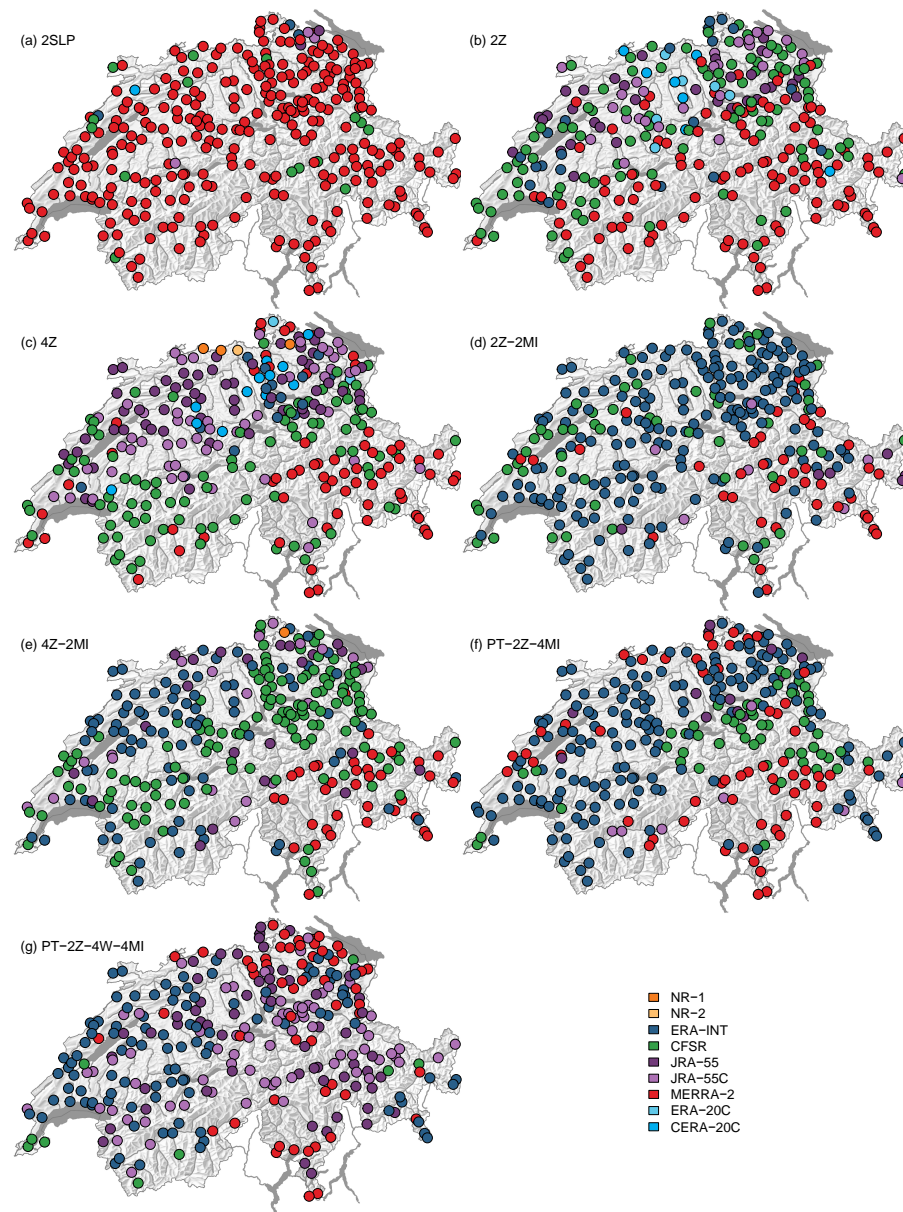 (a) 2SLP
(b) 2Z
(c) 4Z
(d) 2Z−2MI
(e) 4Z−2MI
(f) PT−2Z−4MI
(g) PT−2Z−4W−4MI
NR−1
NR−2
ERA−INT
CFSR
JRA−55
JRA−55C
MERRA−2
ERA−20C
CERA−20C